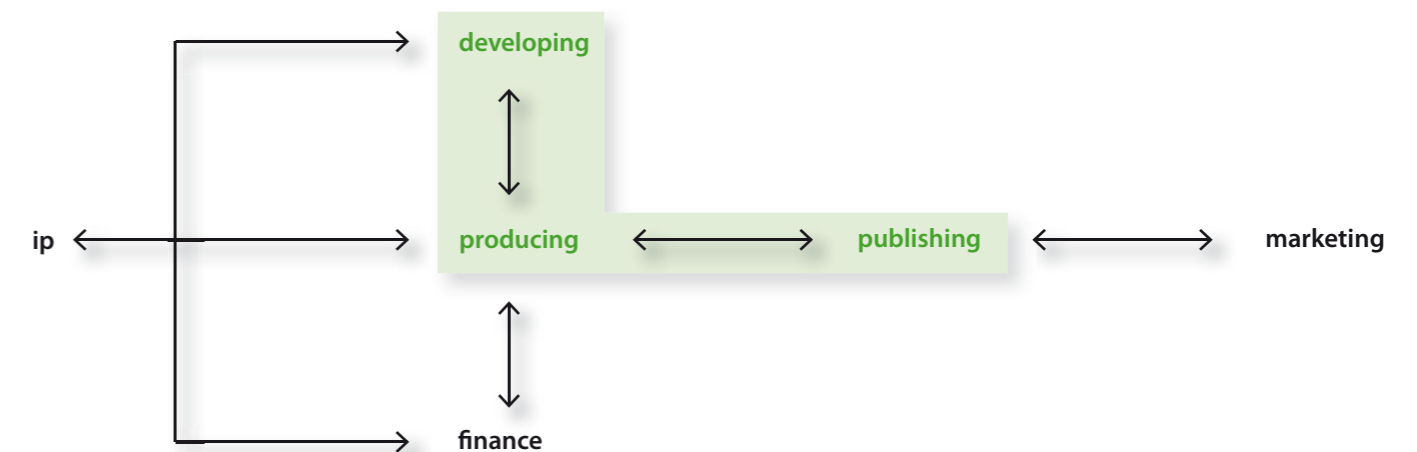 developing
ip
producing
publishing
marketing
finance